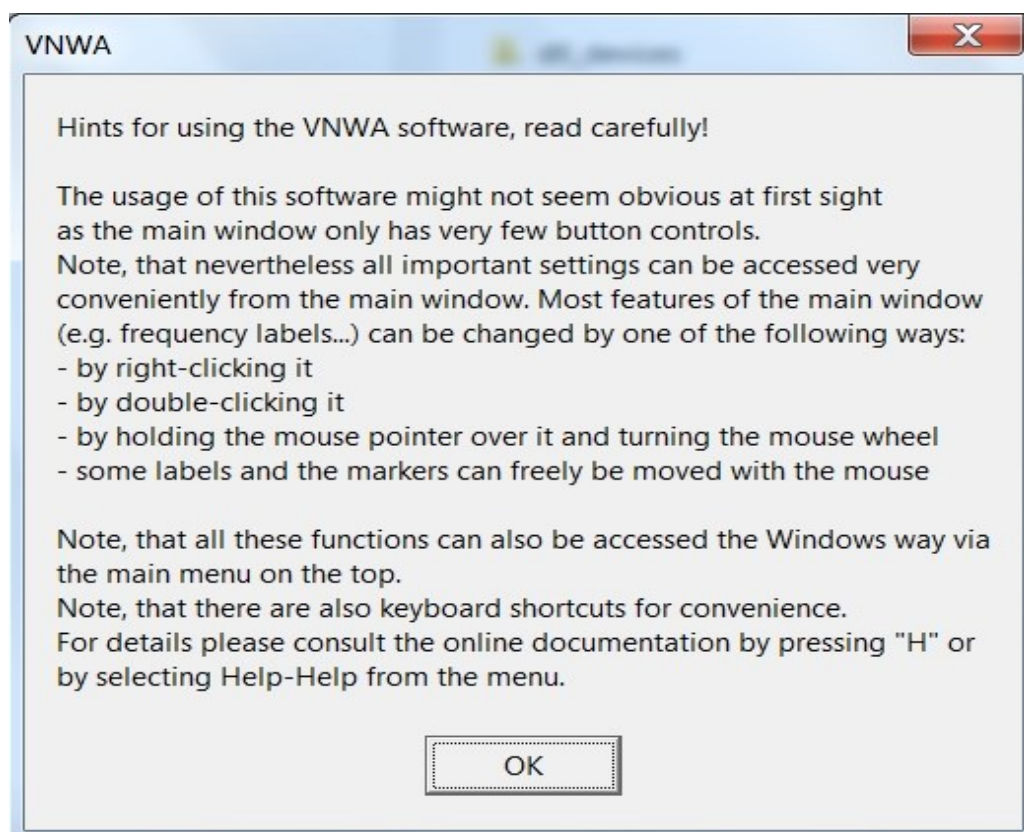 VNWA
Hints for using the VNWA software, read carefully!
The usage of this software might not seem obvious at first sight
as the main window only has very few button controls.
Note, that nevertheless all important settings can be accessed very
conveniently from the main window. Most features of the main window
(e.g. frequency labels...) can be changed by one of the following ways:
- by right-clicking it
- by double-clicking it
- by holding the mouse pointer over it and turning the mouse wheel
- some labels and the markers can freely be moved with the mouse
Note, that all these functions can also be accessed the Windows way via
the main menu on the top.
Note, that there are also keyboard shortcuts for convenience.
For details please consult the online documentation by pressing "H" or
by selecting Help-Help from the menu.
OK